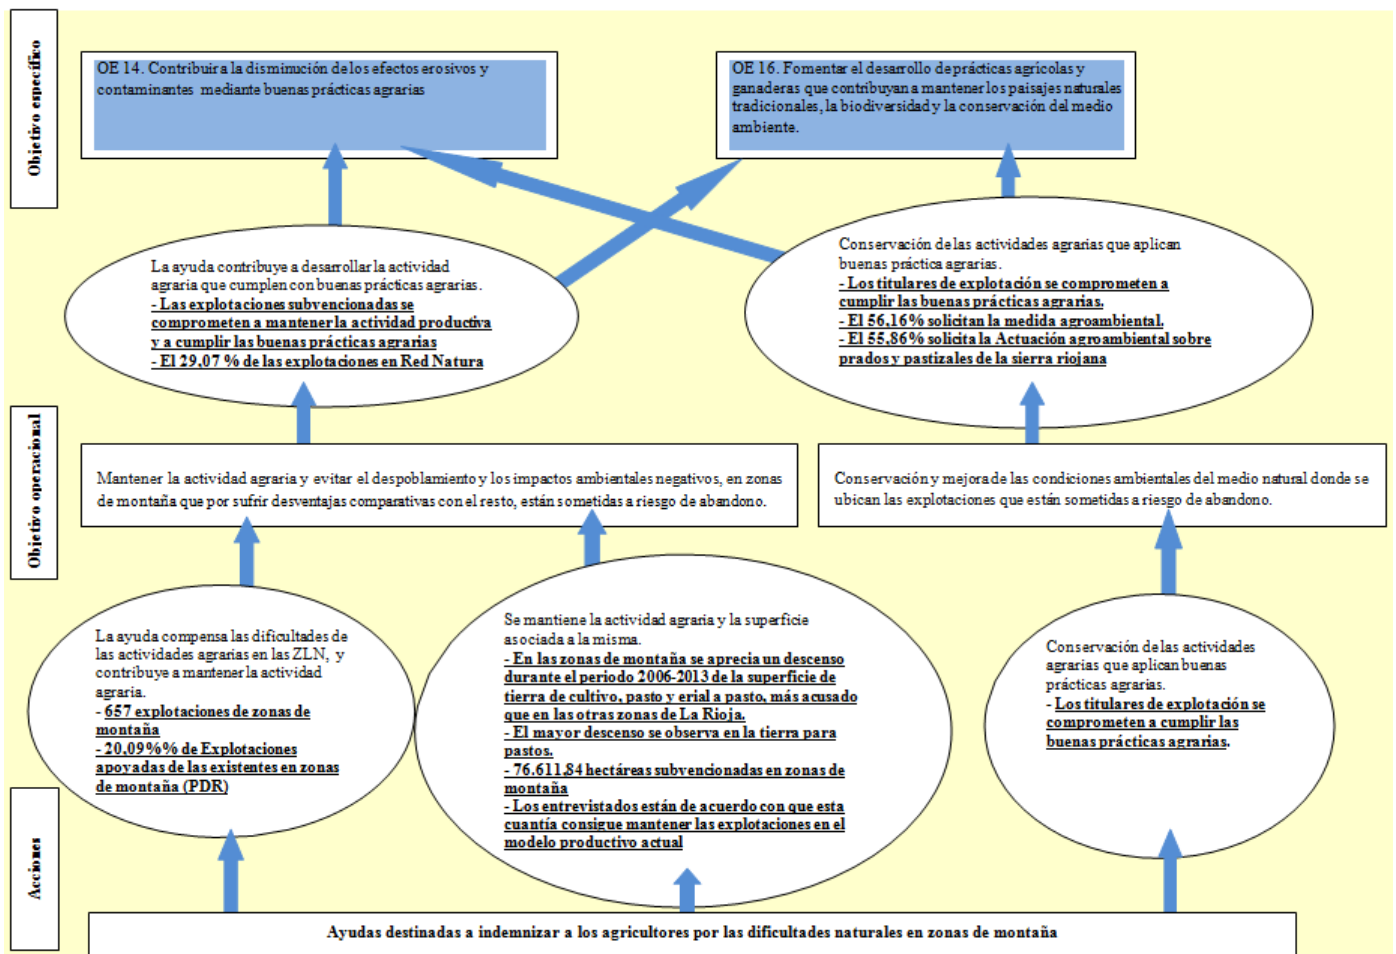 Objetivo específico
OE 14. Contribuir a la disminución de los efectos erosivos y
contaminantes mediante buenas prácticas agrarias
OE 16. Fomentar el desarrollo de prácticas agrícolas y
ganaderas que contribuyan a mantener los paisajes naturales
tradicionales, la biodiversidad y la conservación del medio
ambiente.
La ayuda contribuye a desarrollar la actividad
agraria que cumplen con buenas prácticas agrarias.
- Las explotaciones subvencionadas se
comprometen a mantener la actividad productiva
y a cumplir las buenas prácticas agrarias
- El 29,07 % de las explotaciones en Red Natura
Conservación de las actividades agrarias que aplican
buenas práctica agrarias.
- Los titulares de explotación se comprometen a
cumplir las buenas prácticas agrarias.
- El 56,16% solicitan la medida agroambiental.
- El 55,86% solicita la Actuación agroambiental sobre
prados y pastizales de la sierra riojana
Objetivo operacional
Mantener la actividad agraria y evitar el despoblamiento y los impactos ambientales negativos, en zonas
de montaña que por sufrir desventajas comparativas con el resto, están sometidas a riesgo de abandono.
Conservación y mejora de las condiciones ambientales del medio natural donde se
ubican las explotaciones que están sometidas a riesgo de abandono.
La ayuda compensa las dificultades de
las actividades agrarias en las ZLN, y
contribuye a mantener la actividad
agraria.
- 657 explotaciones de zonas de
montaña
- 20,09%% de Explotaciones
apoyadas de las existentes en zonas
de montaña (PDR)
Se mantiene la actividad agraria y la superficie
asociada a la misma.
- En las zonas de montaña se aprecia un descenso
durante el periodo 2006-2013 de la superficie de
tierra de cultivo, pasto y erial a pasto, más acusado
que en las otras zonas de La Rioja.
- El mayor descenso se observa en la tierra para
pastos.
- 76.611,84 hectáreas subvencionadas en zonas de
montaña
- Los entrevistados están de acuerdo con que esta
cuantía consigue mantener las explotaciones en el
modelo productivo actual
Conservación de las actividades
agrarias que aplican buenas
prácticas agrarias.
- Los titulares de explotación se
comprometen a cumplir las
buenas prácticas agrarias.
Acciones
Ayudas destinadas a indemnizar a los agricultores por las dificultades naturales en zonas de montaña